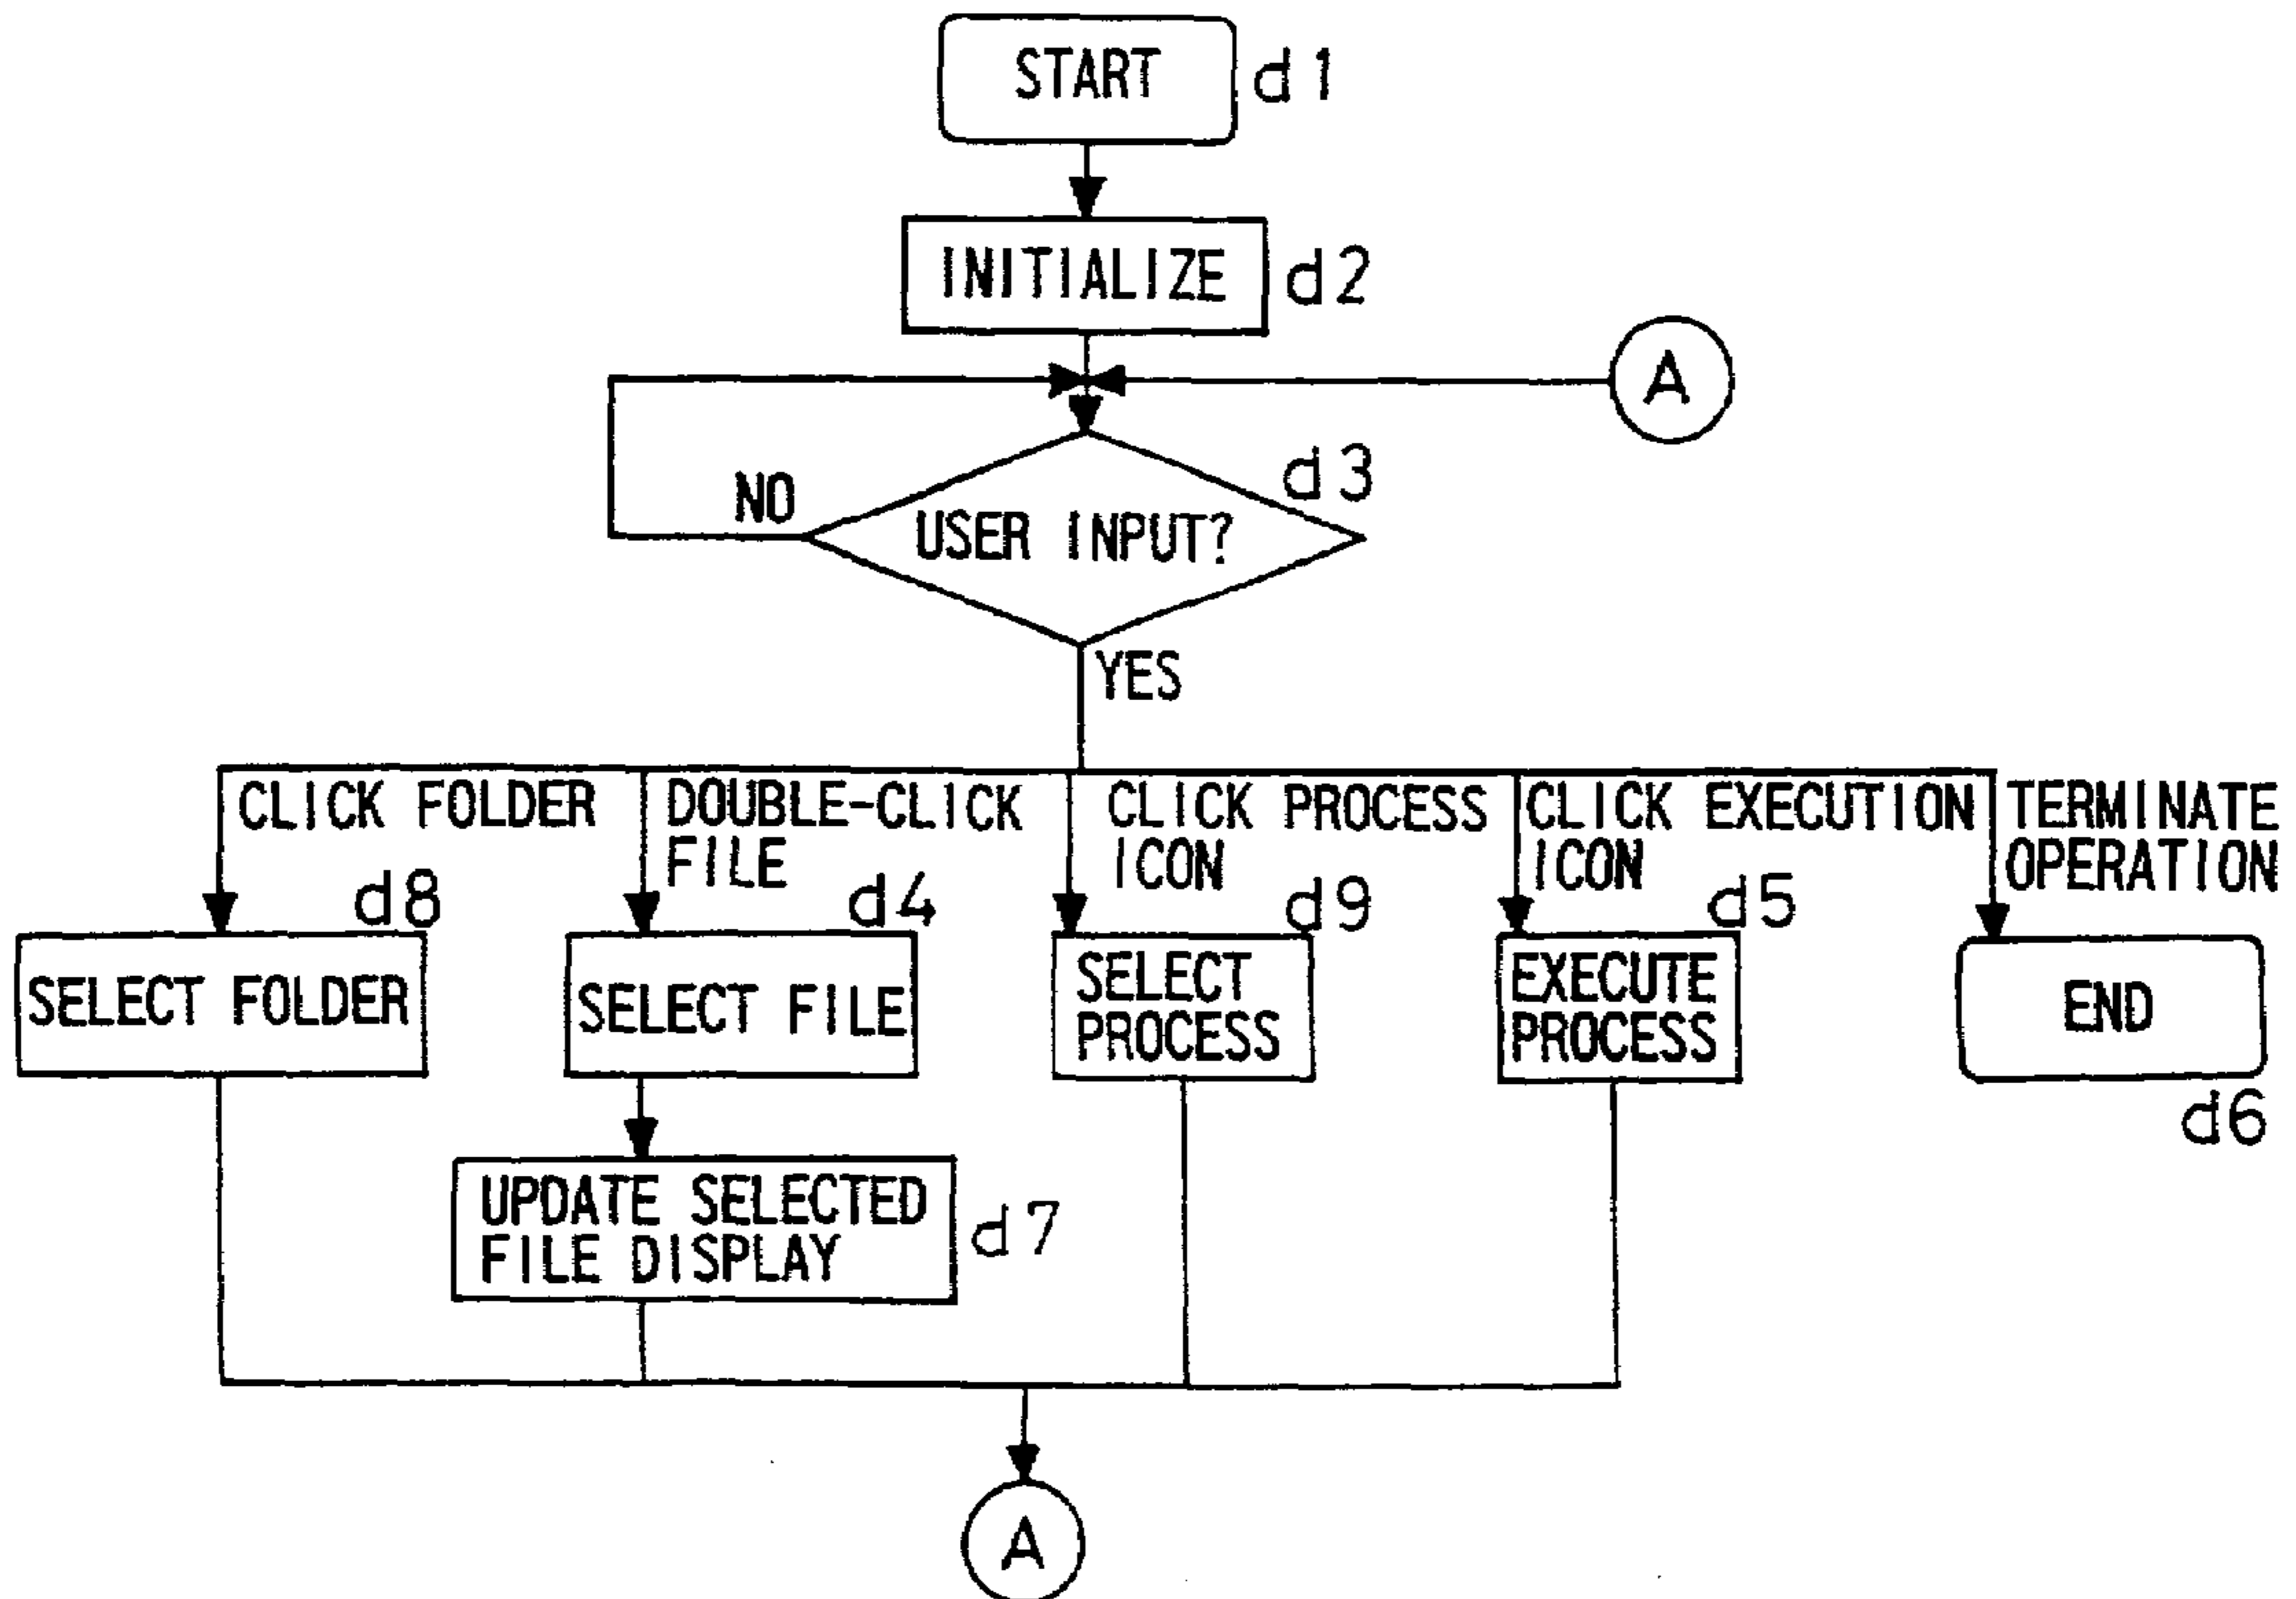 START d1
INITIALIZE d2
A
d3
NO
USER INPUT?
YES
CLICK FOLDER
DOUBLE-CLICK
FILE
CLICK PROCESS
ICON
CLICK EXECUTION
ICON
TERMINATE
OPERATION
d8
d4
d9
d5
SELECT FOLDER
SELECT FILE
SELECT
PROCESS
EXECUTE
PROCESS
END
d6
UPDATE SELECTED
FILE DISPLAY
d7
A